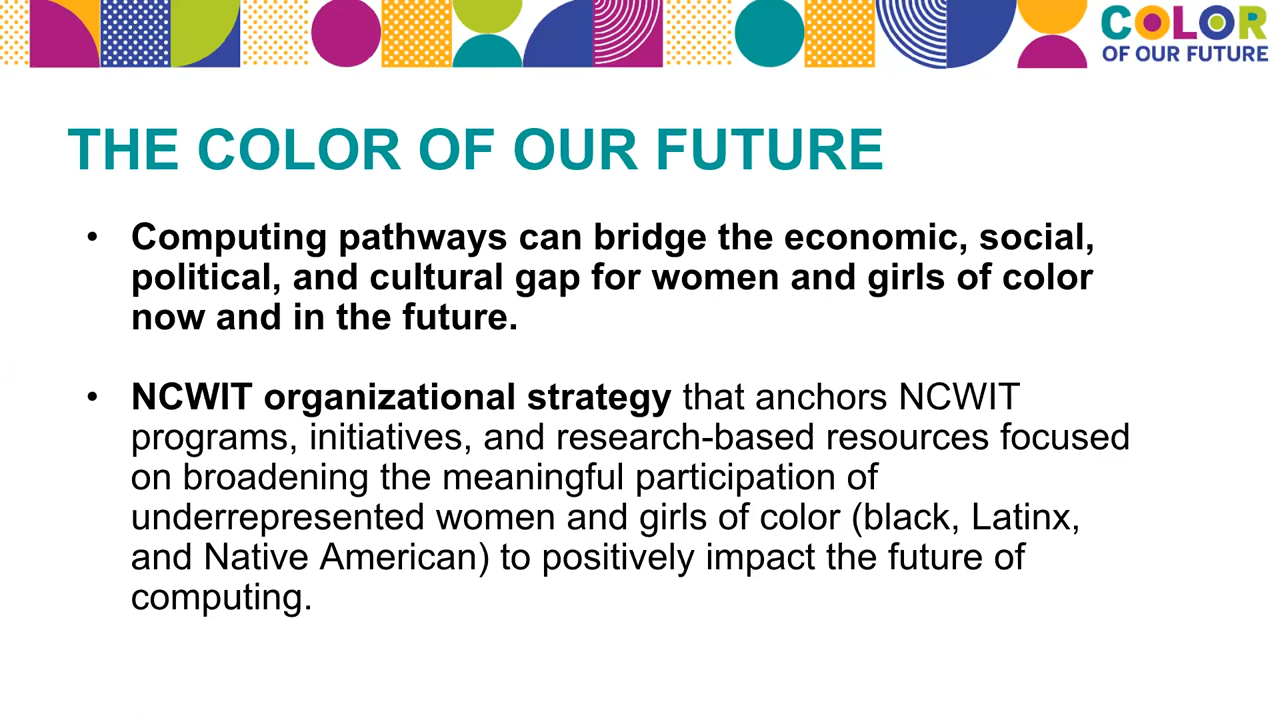 COLOR
OF OUR FUTURE
THE COLOR OF OUR FUTURE
• Computing pathways can bridge the economic, social,
political, and cultural gap for women and girls of color
now and in the future.
• NCWIT organizational strategy that anchors NCWIT
programs, initiatives, and research-based resources focused
on broadening the meaningful participation of
underrepresented women and girls of color (black, Latinx,
and Native American) to positively impact the future of
computing.